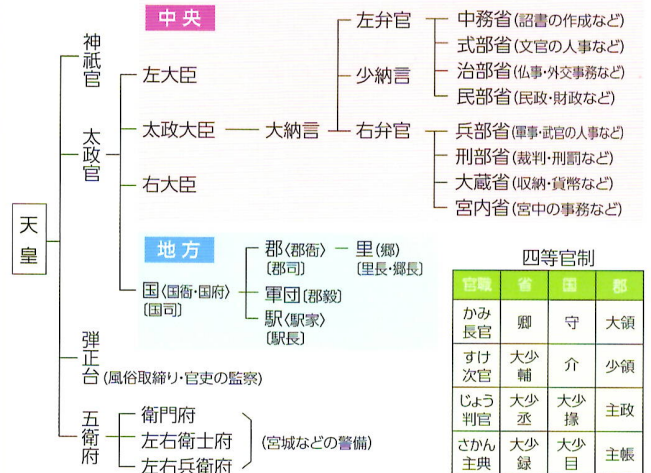 中央
神祇官
左大臣
太政官
太政大臣
大納言
右大臣
左弁官
少納言
右弁官
中務省(詔書の作成など)
式部省(文官の人事など)
治部省(仏事・外交事務など)
民部省(民政・財政など)
兵部省(軍事・武官の人事など)
刑部省(裁判・刑罰など)
大蔵省(収納・貨幣など)
宮内省(宮中の事務など)
天皇
地方
国〈国衙・国府〉
〔国司〕
郡〈郡衙〉
〔郡司〕
里(郷)
〔里長・郷長〕
軍団〔郡毅〕
駅〈駅家〉
〔駅長〕
弾正台(風俗取締り・官吏の監察)
五衛府
衛門府
左右衛士府
左右兵衛府
(宮城などの警備)
四等官制
官職 省 国 郡
かみ
長官 卿 守 大領
すけ
次官 大少輔 介 少領
じょう
判官 大少丞 大少掾 主政
さかん
主典 大少録 大少目 主帳